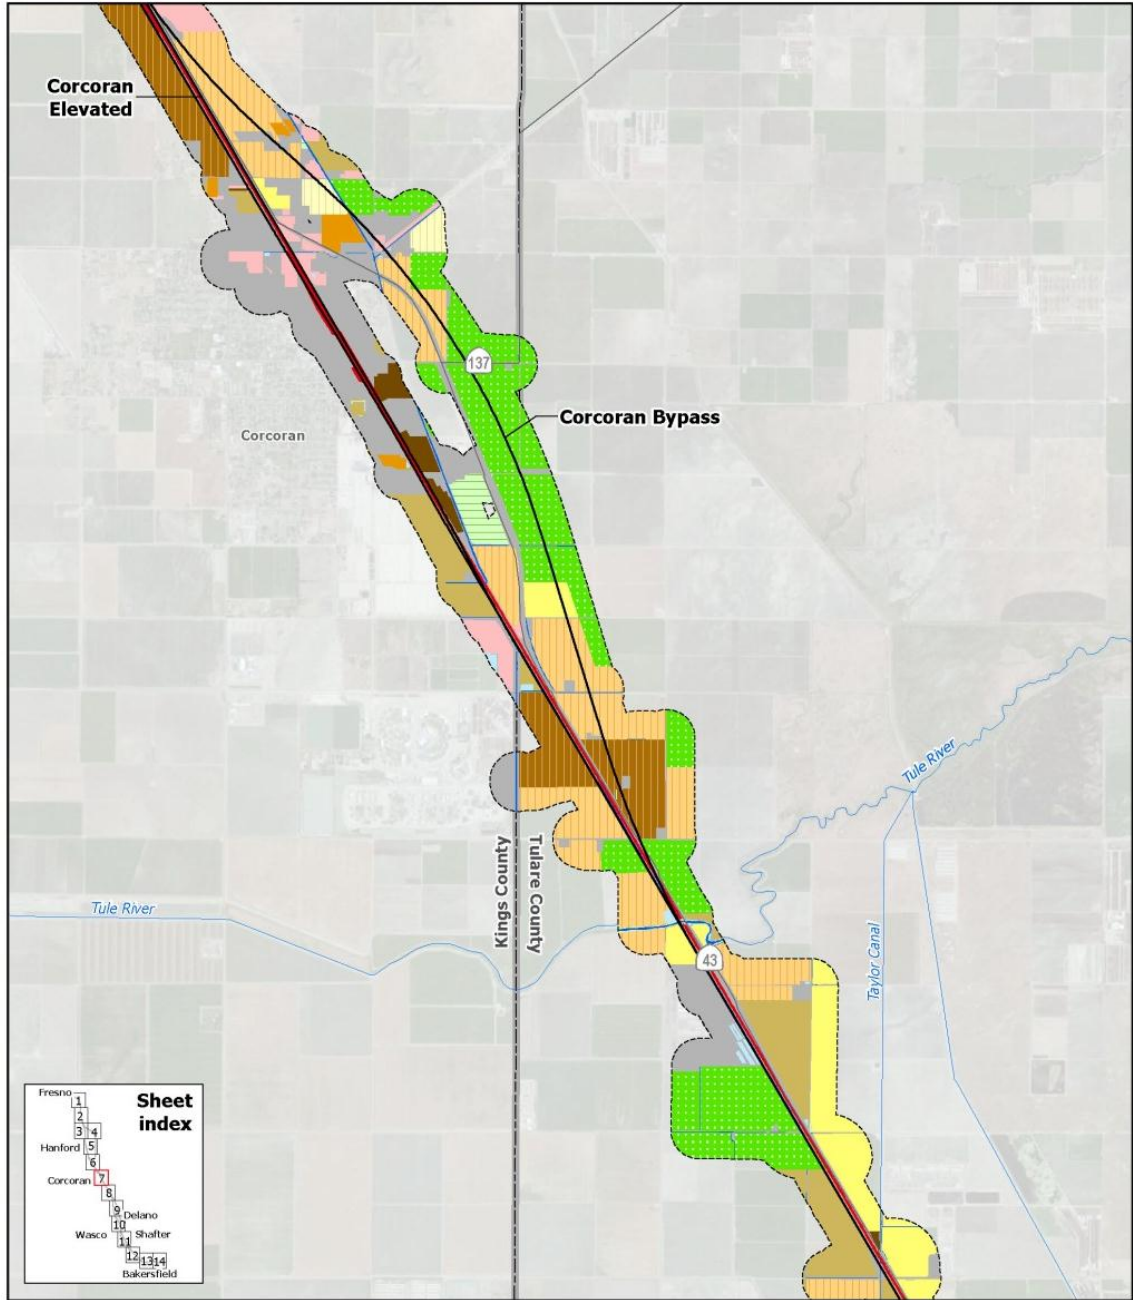 Corcoran
Elevated
137
Corcoran Bypass
Corcoran
Tule River
Kings County
Tulare County
Tule River
43
Taylor Canal
Sheet
index
Fresno
1
2
3 4
Hanford 5
6
Corcoran 7
8
9
Delano
10
Wasco 11 Shafter
12 13 14
Bakersfield